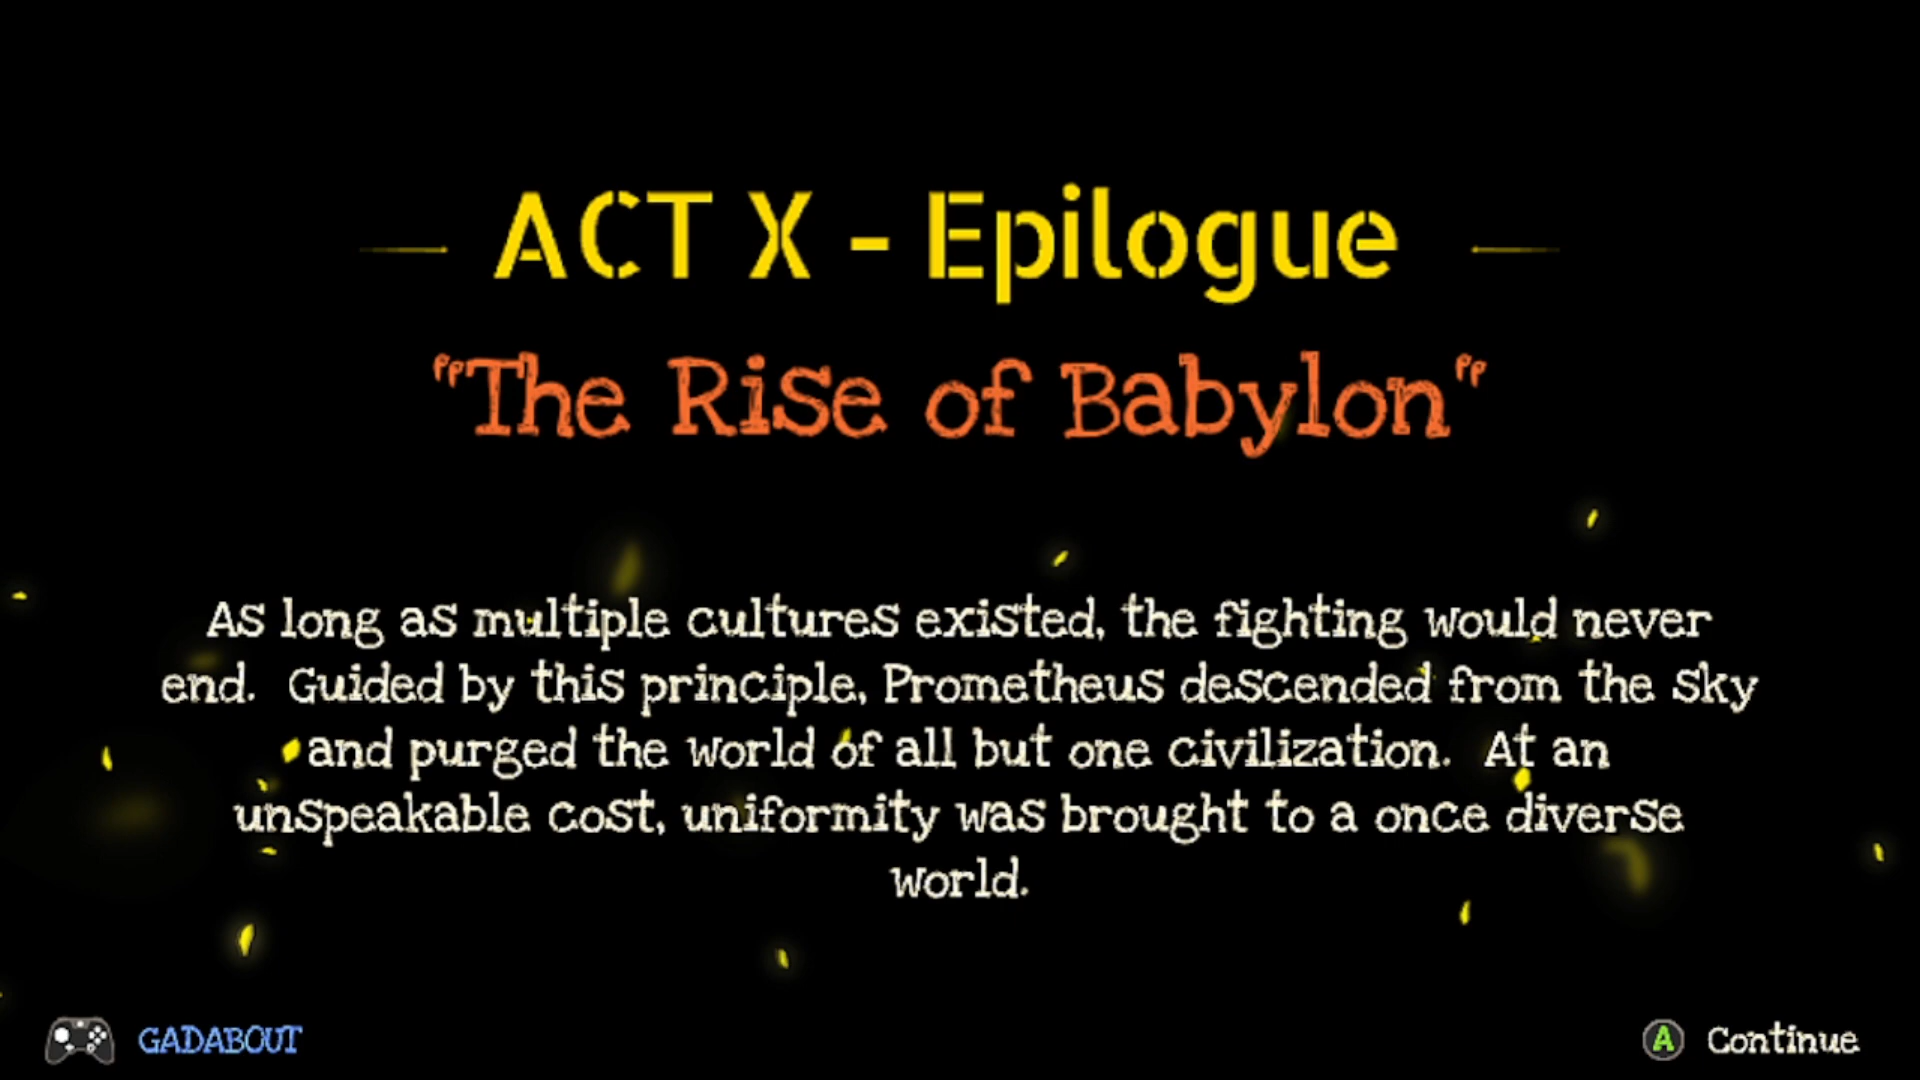 ACT X - Epilogue
"The Rise of Babylon"
As long as multiple cultures existed, the fighting would never
end.  Guided by this principle, Prometheus descended from the sky
and purged the world of all but one civilization.  At an
unspeakable cost, uniformity was brought to a once diverse
world.
GADABOUT
A Continue